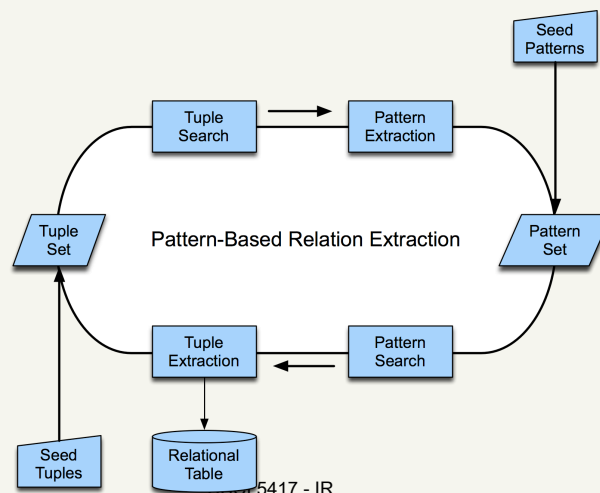 Seed
Patterns
Tuple
Search
Pattern
Extraction
Tuple
Set
Pattern-Based Relation Extraction
Pattern
Set
Tuple
Extraction
Pattern
Search
Seed
Tuples
Relational
Table
5417 - IR